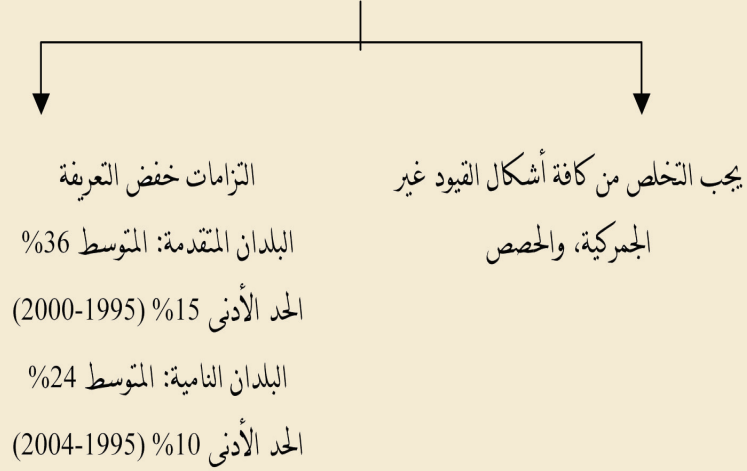 يجب التخلص من كافة أشكال القيود غير
الجمركية، والحصص
التزامات خفض التعريفة
البلدان المتقدمة: المتوسط 36%
الحد الأدنى 15% (1995-2000)
البلدان النامية: المتوسط 24%
الحد الأدنى 10% (1995-2004)